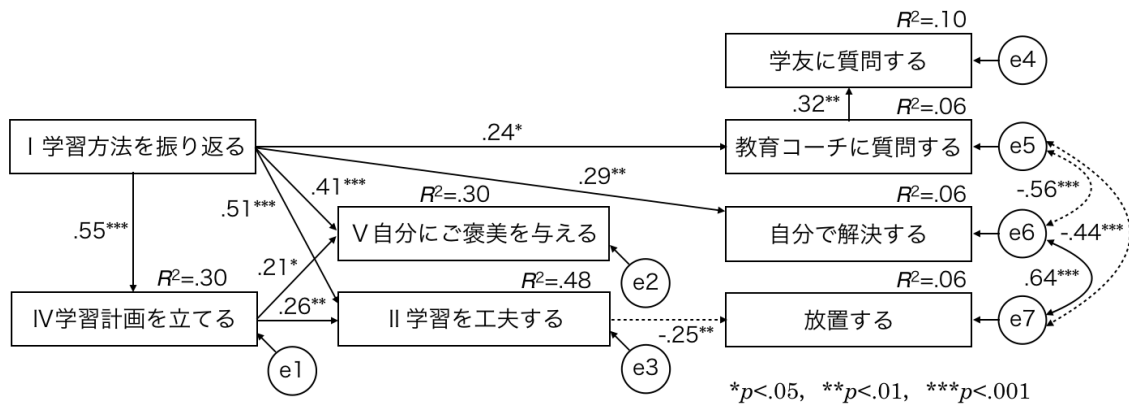 R²=.10
学友に質問する
e4
.32**
R²=.06
Ⅰ学習方法を振り返る
.24*
教育コーチに質問する
e5
.41***
.29**
-.56***
R²=.30
R²=.06
.51***
.55***
Ⅴ自分にご褒美を与える
自分で解決する
e6
-.44***
.21*
e2
.64***
R²=.30
R²=.48
R²=.06
Ⅳ学習計画を立てる
.26**
Ⅱ学習を工夫する
-.25**
放置する
e7
e1
e3
*p<.05, **p<.01, ***p<.001